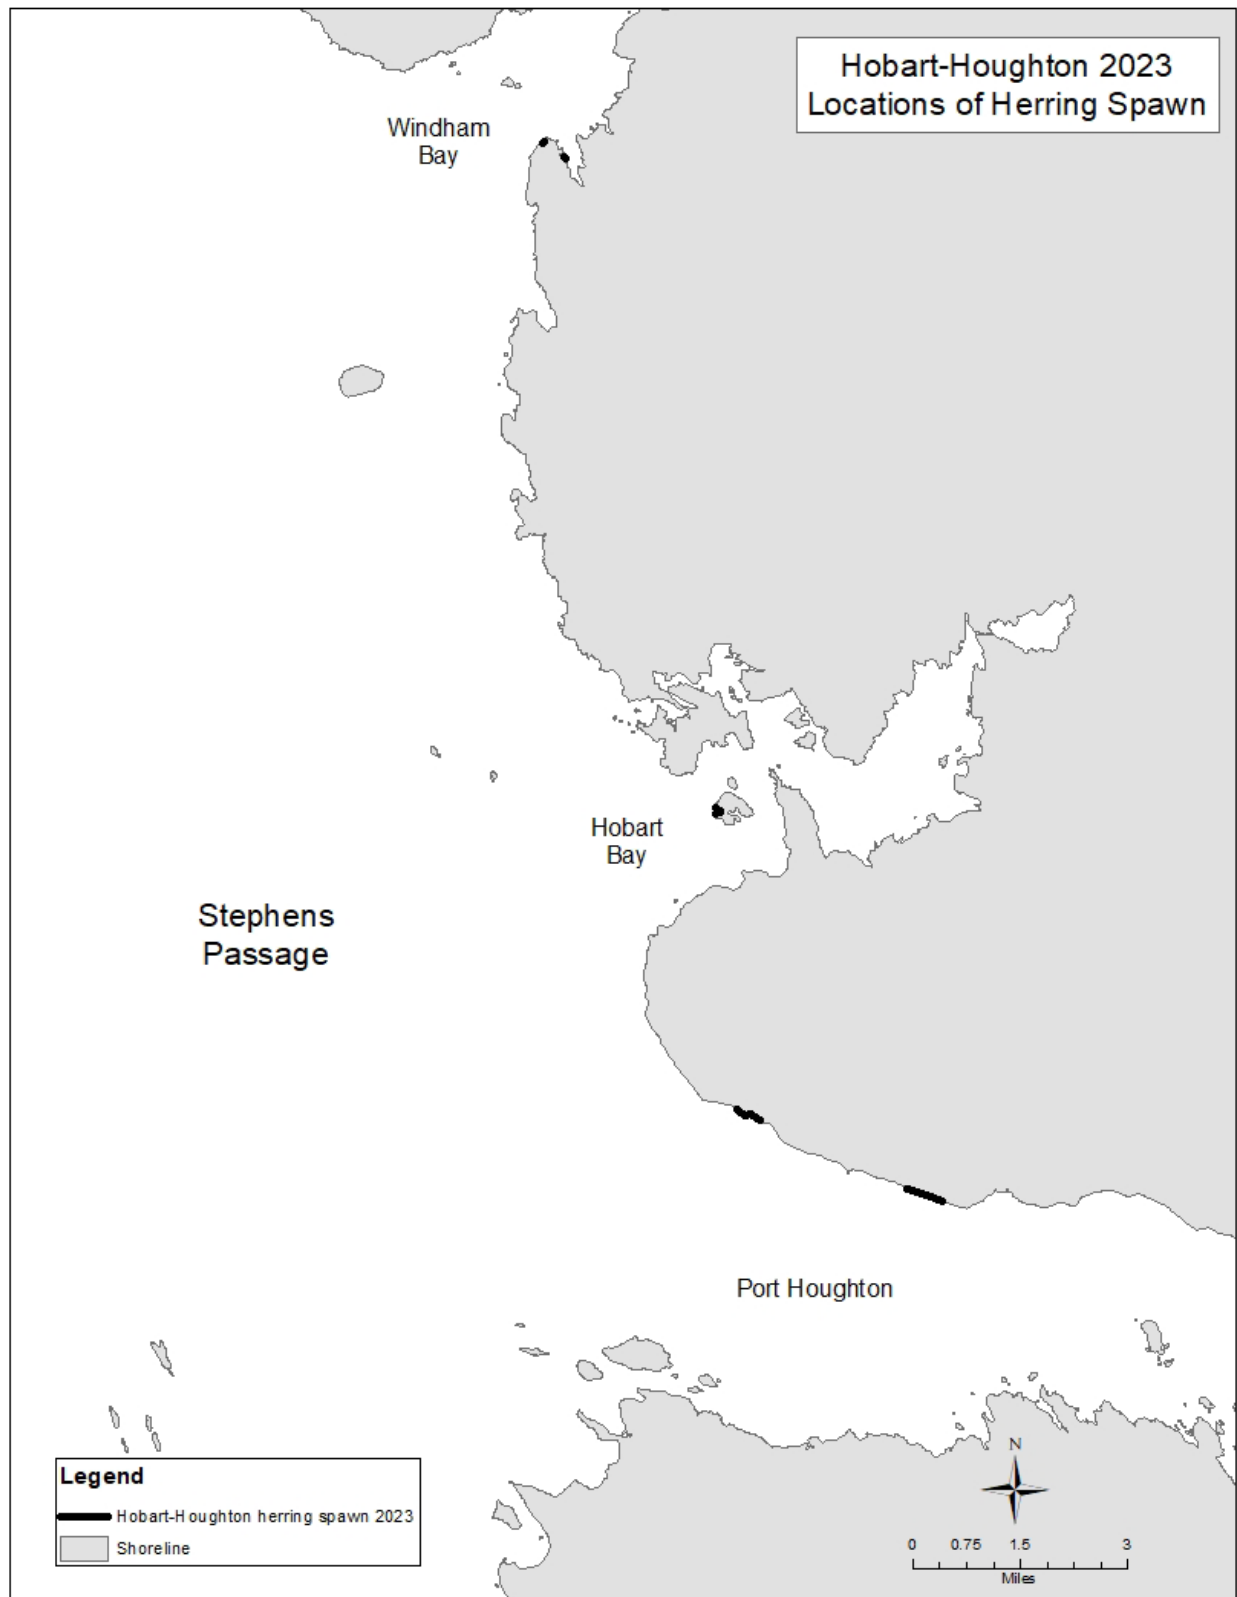 Hobart-Houghton 2023
Locations of Herring Spawn
Windham
Bay
Hobart
Bay
Stephens
Passage
Port Houghton
N
0 0.75 1.5 3
Miles
Legend
Hobart-Houghton herring spawn 2023
Shoreline